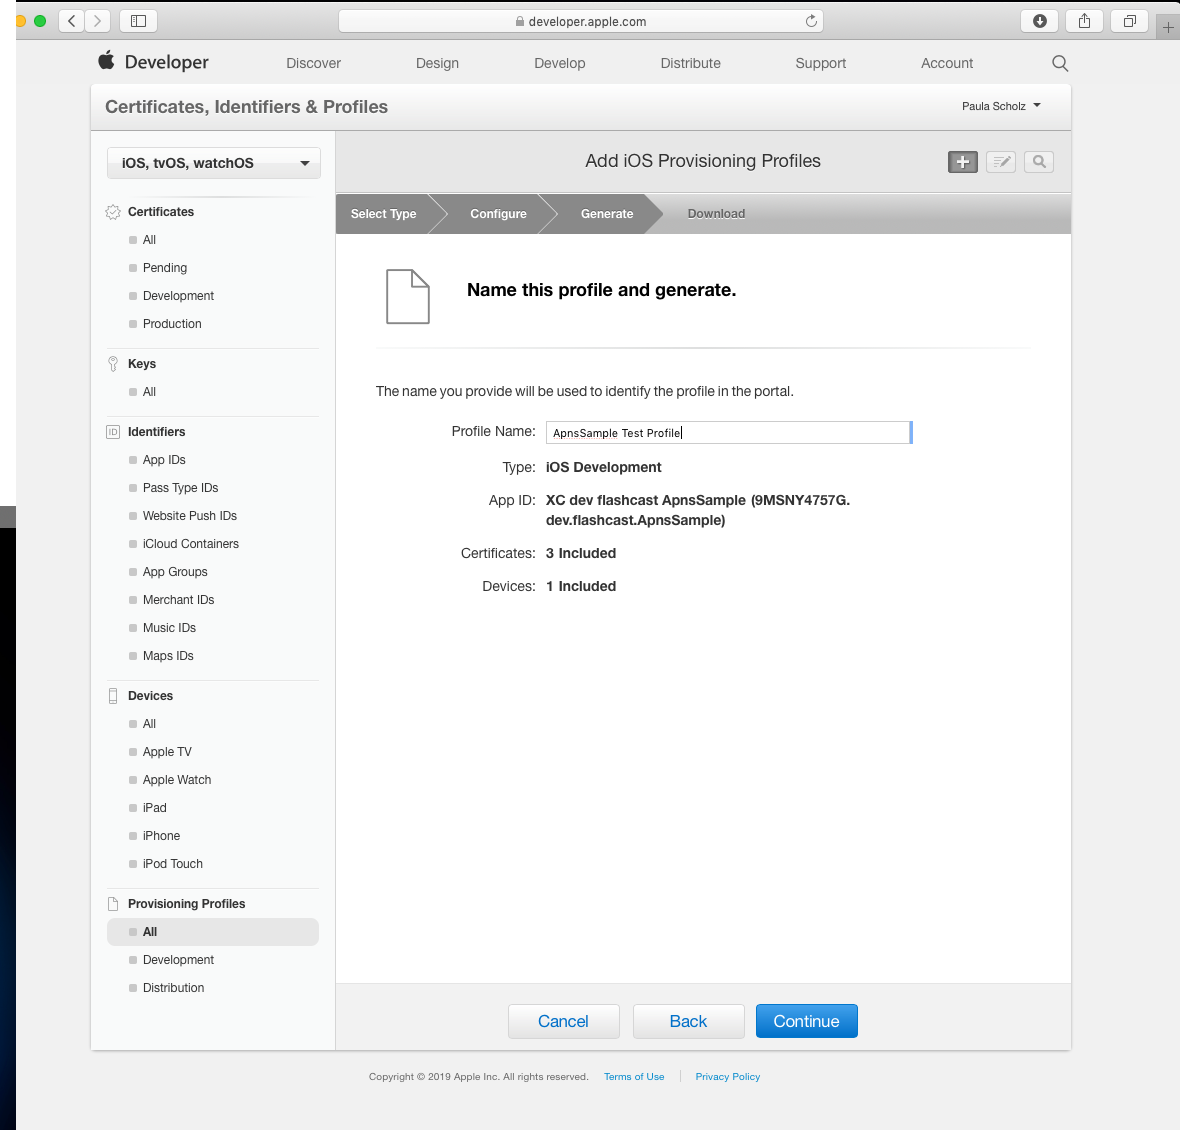 developer.apple.com
Developer
Discover
Design
Develop
Distribute
Support
Account
Certificates, Identifiers & Profiles
Paula Scholz
iOS, tvOS, watchOS
Certificates
All
Pending
Development
Production
Keys
All
ID Identifiers
App IDs
Pass Type IDs
Website Push IDs
iCloud Containers
App Groups
Merchant IDs
Music IDs
Maps IDs
Devices
All
Apple TV
Apple Watch
iPad
iPhone
iPod Touch
Provisioning Profiles
All
Development
Distribution
Add iOS Provisioning Profiles
Select Type
Configure
Generate
Download
Name this profile and generate.
The name you provide will be used to identify the profile in the portal.
Profile Name: ApnsSample Test Profile
Type: iOS Development
App ID: XC dev flashcast ApnsSample (9MSNY4757G.
dev.flashcast.ApnsSample)
Certificates: 3 Included
Devices: 1 Included
Cancel
Back
Continue
Copyright © 2019 Apple Inc. All rights reserved. Terms of Use Privacy Policy